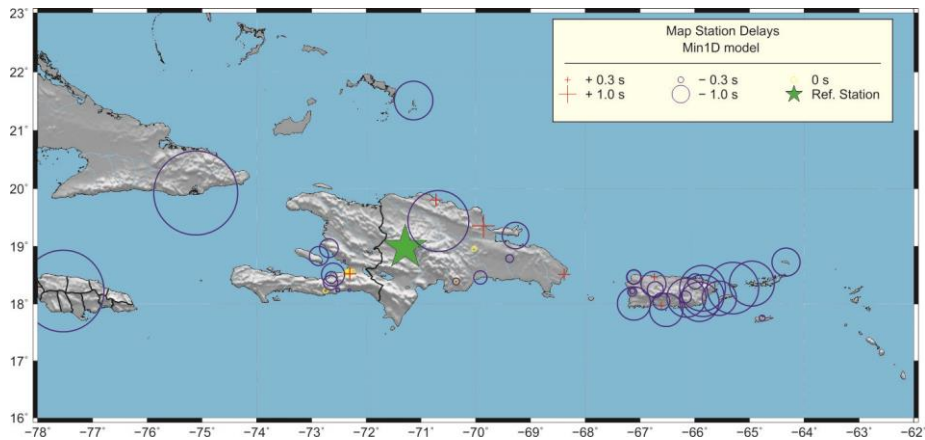 Map Station Delays
Min1D model
+ 0.3 s − 0.3 s 0 s
+ 1.0 s − 1.0 s Ref. Station
23°
22°
21°
20°
19°
18°
17°
16°
−78 −77 −76 −75 −74 −73 −72 −71 −70 −69 −68 −67 −66 −65 −64 −63 −62